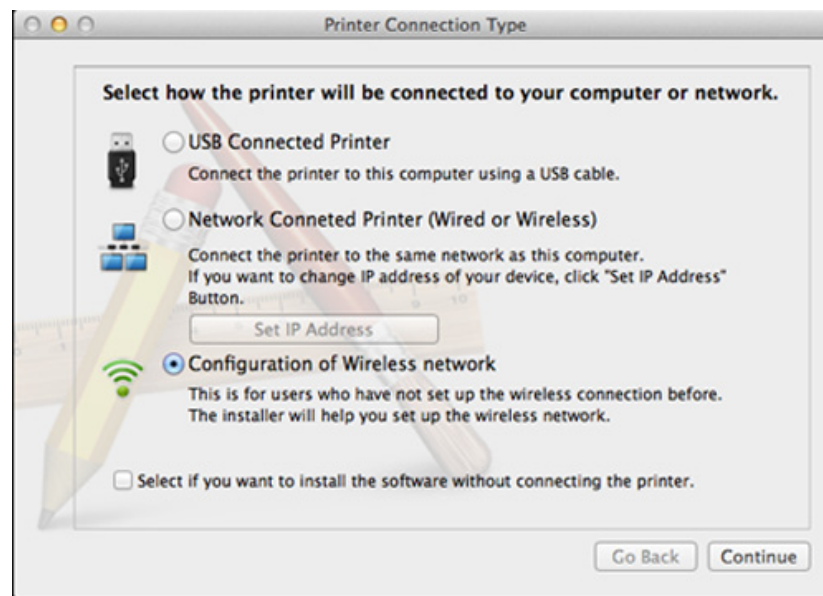 Printer Connection Type
Select how the printer will be connected to your computer or network.
USB Connected Printer
Connect the printer to this computer using a USB cable.
Network Conneted Printer (Wired or Wireless)
Connect the printer to the same network as this computer.
If you want to change IP address of your device, click "Set IP Address"
Button.
Set IP Address
Configuration of Wireless network
This is for users who have not set up the wireless connection before.
The installer will help you set up the wireless network.
Select if you want to install the software without connecting the printer.
Go Back Continue